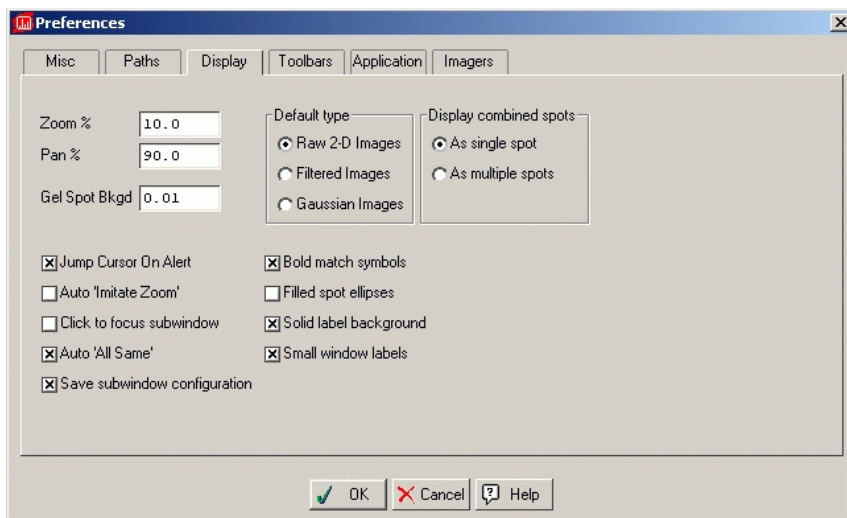 Preferences
Misc Paths Display Toolbars Application Imagers
Zoom % 10.0
Pan % 90.0
Gel Spot Bkgd 0.01
Default type
Raw 2-D Images
Filtered Images
Gaussian Images
Display combined spots
As single spot
As multiple spots
Jump Cursor On Alert
Auto 'Imitate Zoom'
Click to focus subwindow
Auto 'All Same'
Save subwindow configuration
Bold match symbols
Filled spot ellipses
Solid label background
Small window labels
OK Cancel Help